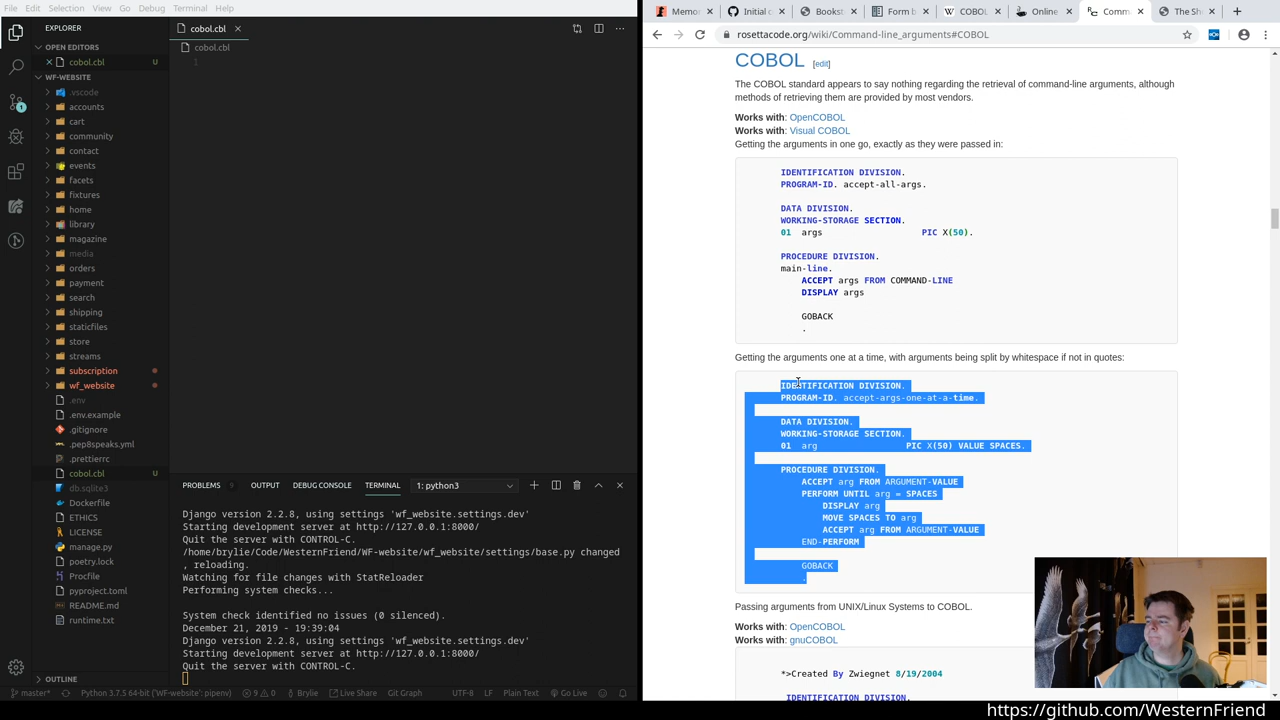 File Edit Selection View Go Debug Terminal Help
EXPLORER
OPEN EDITORS
cobol.cbl U
WF-WEBSITE
.vscode
accounts
cart
community
contact
events
facets
fixtures
home
library
magazine
media
orders
payment
search
shipping
staticfiles
store
streams
subscription
wf_website
.env
.env.example
.gitignore
.pep8speaks.yml
.prettierrc
cobol.cbl U
db.sqlite3
Dockerfile
ETHICS
LICENSE
manage.py
poetry.lock
Procfile
pyproject.toml
README.md
runtime.txt
OUTLINE
cobol.cbl
cobol.cbl
1
PROBLEMS 9 OUTPUT DEBUG CONSOLE TERMINAL 1: python3
Django version 2.2.8, using settings 'wf_website.settings.dev'
Starting development server at http://127.0.0.1:8000/
Quit the server with CONTROL-C.
/home/brylie/Code/WesternFriend/WF-website/wf_website/settings/base.py changed
, reloading.
Watching for file changes with StatReloader
Performing system checks...
System check identified no issues (0 silenced).
December 21, 2019 - 19:39:04
Django version 2.2.8, using settings 'wf_website.settings.dev'
Starting development server at http://127.0.0.1:8000/
Quit the server with CONTROL-C.
master* Python 3.7.5 64-bit ('WF-website': pipenv) 9 0 Brylie Live Share Git Graph UTF-8 LF Plain Text Go Live
Memor Initial c Bookst Form b COBOL Online Comm The Sh
rosettacode.org/wiki/Command-line_arguments#COBOL
COBOL [edit]
The COBOL standard appears to say nothing regarding the retrieval of command-line arguments, although
methods of retrieving them are provided by most vendors.
Works with: OpenCOBOL
Works with: Visual COBOL
Getting the arguments in one go, exactly as they were passed in:
IDENTIFICATION DIVISION.
PROGRAM-ID. accept-all-args.
DATA DIVISION.
WORKING-STORAGE SECTION.
01 args PIC X(50).
PROCEDURE DIVISION.
main-line.
ACCEPT args FROM COMMAND-LINE
DISPLAY args
GOBACK
.
Getting the arguments one at a time, with arguments being split by whitespace if not in quotes:
IDENTIFICATION DIVISION.
PROGRAM-ID. accept-args-one-at-a-time.
DATA DIVISION.
WORKING-STORAGE SECTION.
01 arg PIC X(50) VALUE SPACES.
PROCEDURE DIVISION.
ACCEPT arg FROM ARGUMENT-VALUE
PERFORM UNTIL arg = SPACES
DISPLAY arg
MOVE SPACES TO arg
ACCEPT arg FROM ARGUMENT-VALUE
END-PERFORM
GOBACK
.
Passing arguments from UNIX/Linux Systems to COBOL.
Works with: OpenCOBOL
Works with: gnuCOBOL
*>Created By Zwiegnet 8/19/2004
IDENTIFICATION DIVISION.
https://github.com/WesternFriend